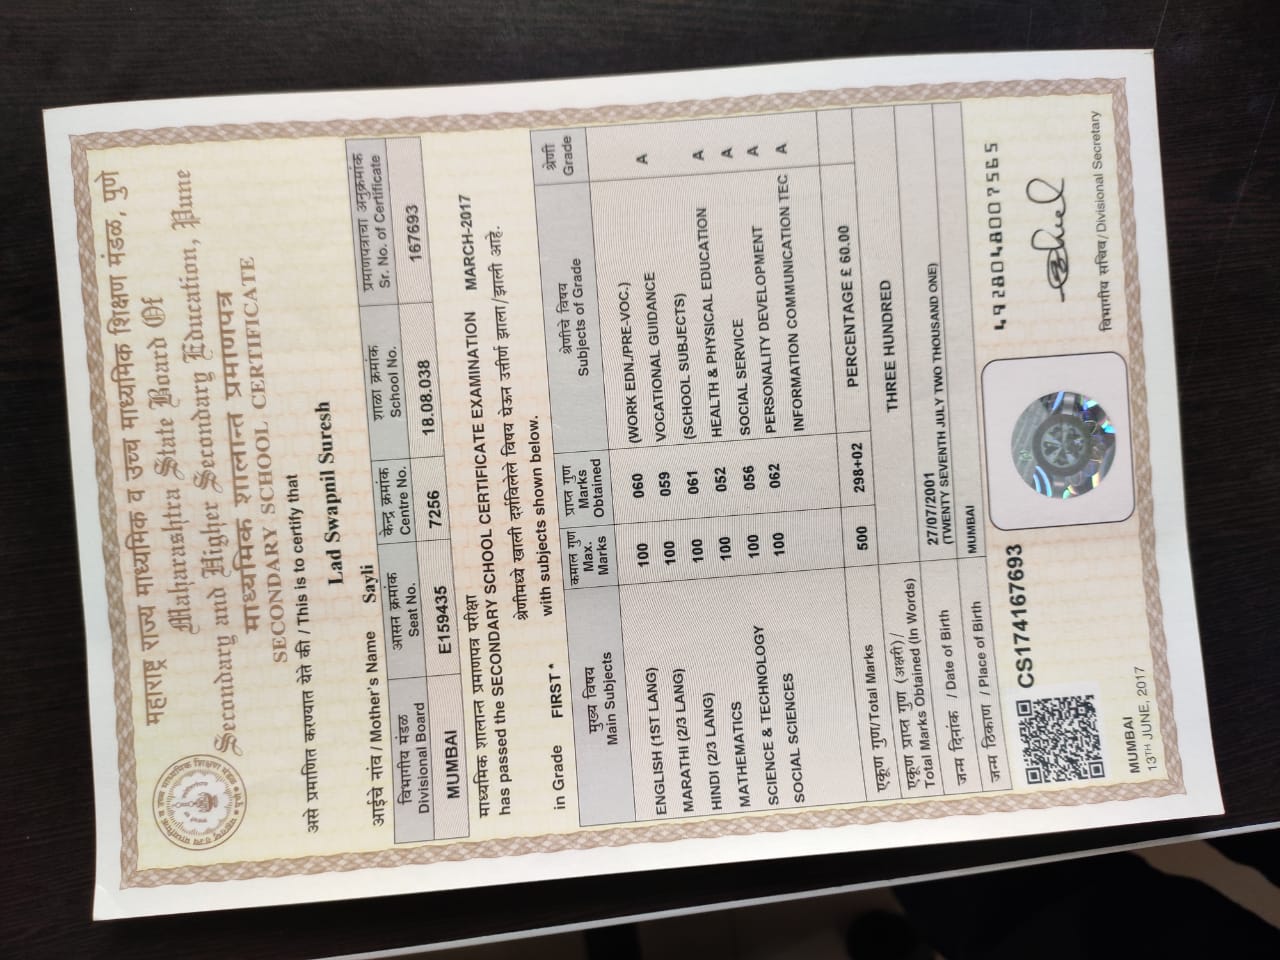 महाराष्ट्र राज्य माध्यमिक व उच्च माध्यमिक शिक्षण मंडळ, पुणे
Maharashtra State Board Of
Secondary and Higher Secondary Education, Pune
माध्यमिक शालान्त प्रमाणपत्र
SECONDARY SCHOOL CERTIFICATE
असे प्रमाणित करण्यात येते की / This is to certify that
Lad Swapnil Suresh
आईचे नांव / Mother's Name Sayli
विभागीय मंडळ आसन क्रमांक केन्द्र क्रमांक शाळा क्रमांक प्रमाणपत्राचा अनुक्रमांक
Divisional Board Seat No. Centre No. School No. Sr. No. of Certificate
MUMBAI E159435 7256 18.08.038 167693
माध्यमिक शालान्त प्रमाणपत्र परीक्षा
has passed the SECONDARY SCHOOL CERTIFICATE EXAMINATION MARCH-2017
श्रेणीमध्ये खाली दर्शविलेले विषय घेऊन उत्तीर्ण झाला/झाली आहे.
in Grade FIRST * with subjects shown below.
मुख्य विषय कमाल गुण प्राप्त गुण श्रेणीचे विषय श्रेणी
Main Subjects Max. Marks Marks Obtained Subjects of Grade Grade
ENGLISH (1ST LANG) 100 060 (WORK EDN./PRE-VOC.)
MARATHI (2/3 LANG) 100 059 VOCATIONAL GUIDANCE A
HINDI (2/3 LANG) 100 061 (SCHOOL SUBJECTS)
MATHEMATICS 100 052 HEALTH & PHYSICAL EDUCATION A
SCIENCE & TECHNOLOGY 100 056 SOCIAL SERVICE A
SOCIAL SCIENCES 100 062 PERSONALITY DEVELOPMENT A
INFORMATION COMMUNICATION TEC A
एकूण गुण/Total Marks 500 298+02 PERCENTAGE £ 60.00
एकूण प्राप्त गुण (अक्षरी)/
Total Marks Obtained (In Words) THREE HUNDRED
जन्म दिनांक / Date of Birth 27/07/2001
(TWENTY SEVENTH JULY TWO THOUSAND ONE)
जन्म ठिकाण / Place of Birth MUMBAI
CS174167693
4928048007565
विभागीय सचिव/Divisional Secretary
MUMBAI
13TH JUNE, 2017